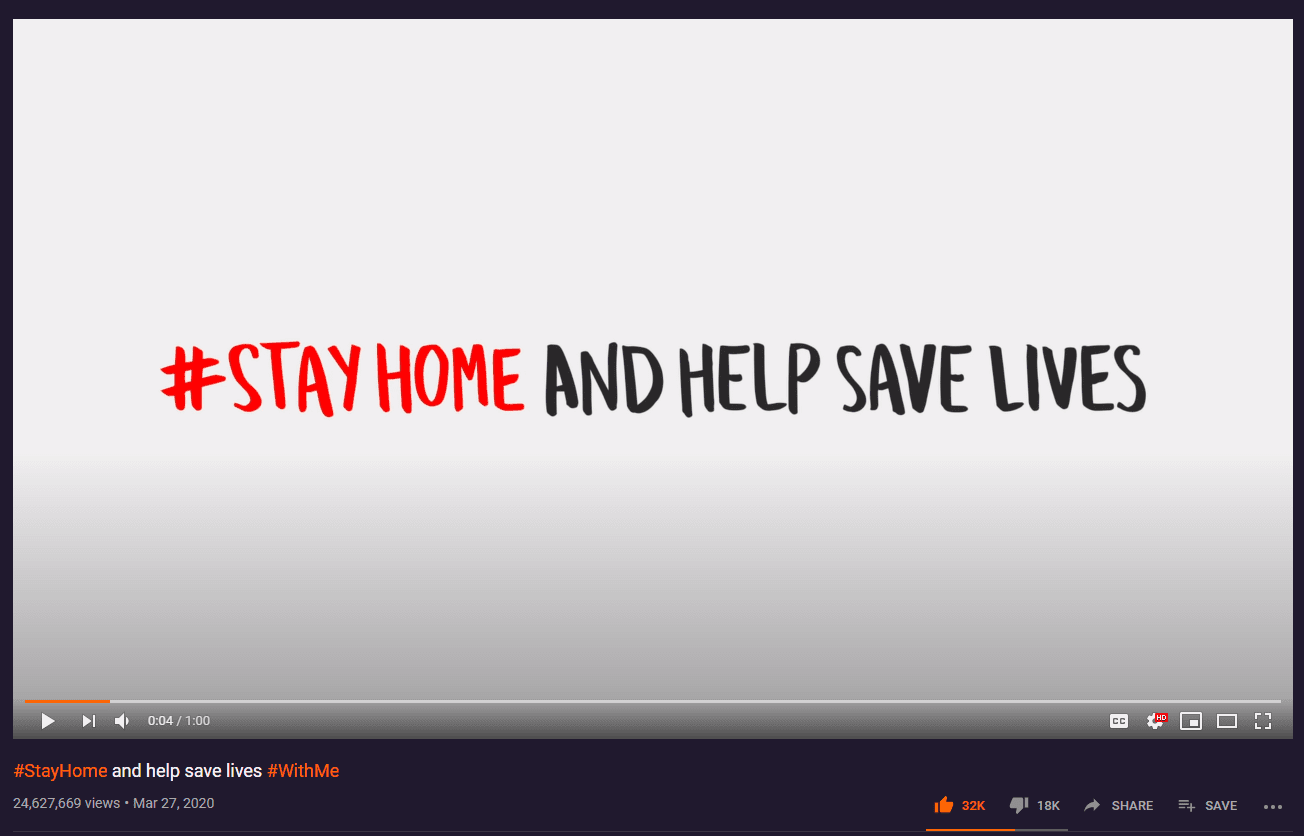 #STAY HOME AND HELP SAVE LIVES
0:04 / 1:00
CC
HD
#StayHome and help save lives #WithMe
24,627,669 views • Mar 27, 2020
32K 18K SHARE SAVE